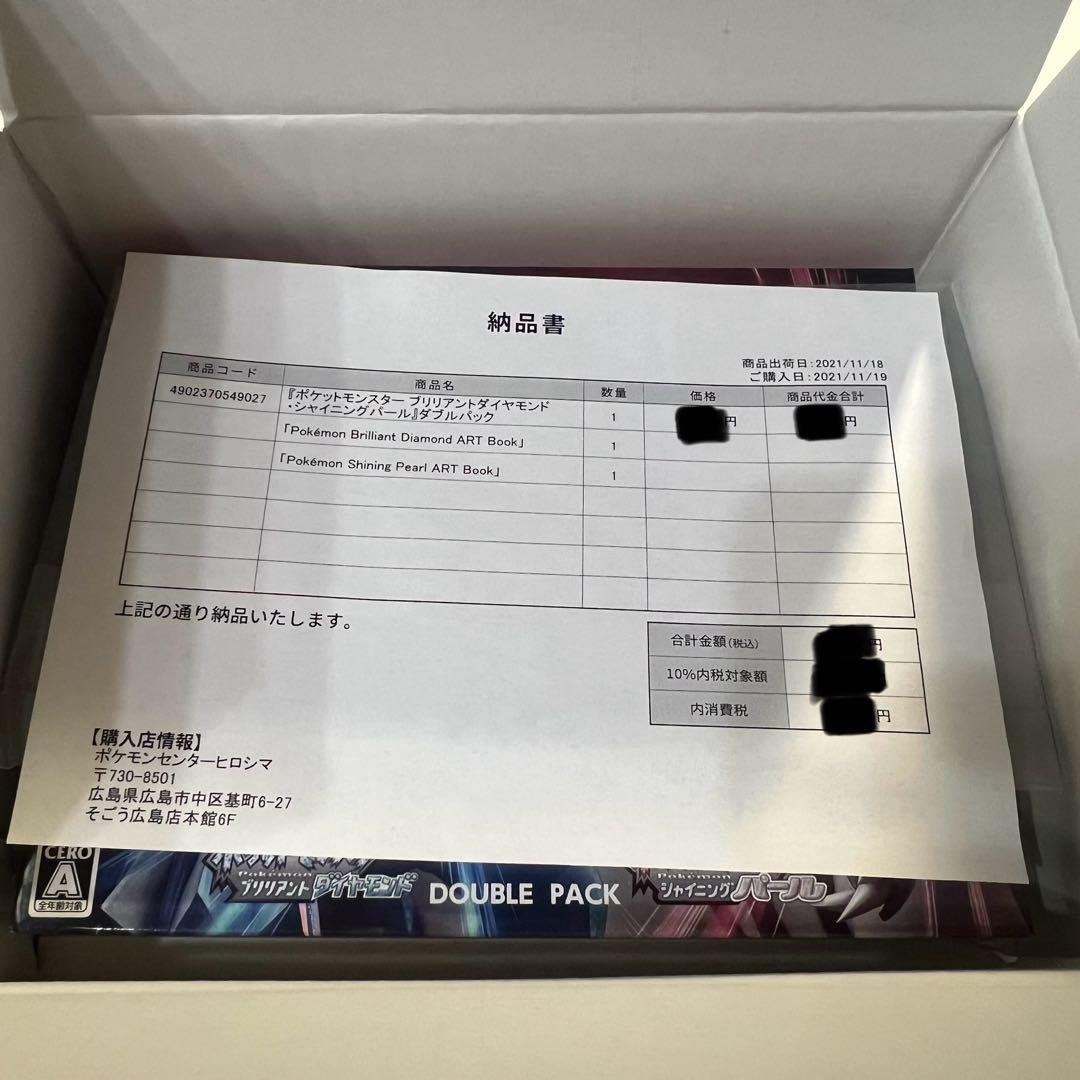 納品書
商品出荷日:2021/11/18
ご購入日:2021/11/19
商品コード 商品名 数量 価格 商品代金合計
4902370549027 『ポケットモンスター ブリリアントダイヤモンド 1 円 円
・シャイニングパール』ダブルパック
「Pokémon Brilliant Diamond ART Book」 1
「Pokémon Shining Pearl ART Book」 1
上記の通り納品いたします。
合計金額(税込) 円
10%内税対象額
内消費税 円
【購入店情報】
ポケモンセンターヒロシマ
〒730-8501
広島県広島市中区基町6-27
そごう広島店本館6F
CERO
A
全年齢対象
Pokémon
ブリリアントダイヤモンド
DOUBLE PACK
Pokémon
シャイニングパール